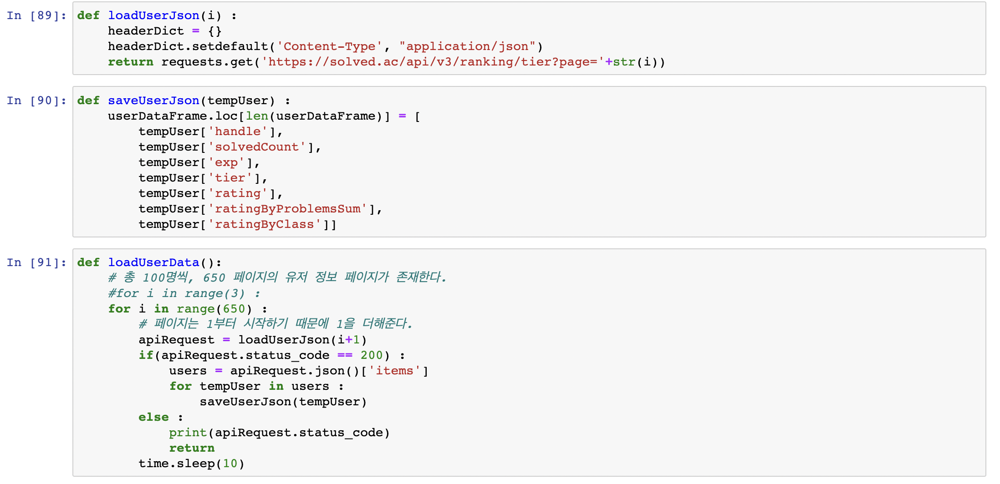 In [89]: def loadUserJson(i) :
    headerDict = {}
    headerDict.setdefault('Content-Type', "application/json")
    return requests.get('https://solved.ac/api/v3/ranking/tier?page='+str(i))
In [90]: def saveUserJson(tempUser) :
    userDataFrame.loc[len(userDataFrame)] = [
        tempUser['handle'],
        tempUser['solvedCount'],
        tempUser['exp'],
        tempUser['tier'],
        tempUser['rating'],
        tempUser['ratingByProblemsSum'],
        tempUser['ratingByClass']]
In [91]: def loadUserData():
    # 총 100명씩, 650 페이지의 유저 정보 페이지가 존재한다.
    #for i in range(3) :
    for i in range(650) :
        # 페이지는 1부터 시작하기 때문에 1을 더해준다.
        apiRequest = loadUserJson(i+1)
        if(apiRequest.status_code == 200) :
            users = apiRequest.json()['items']
            for tempUser in users :
                saveUserJson(tempUser)
        else :
            print(apiRequest.status_code)
            return
        time.sleep(10)